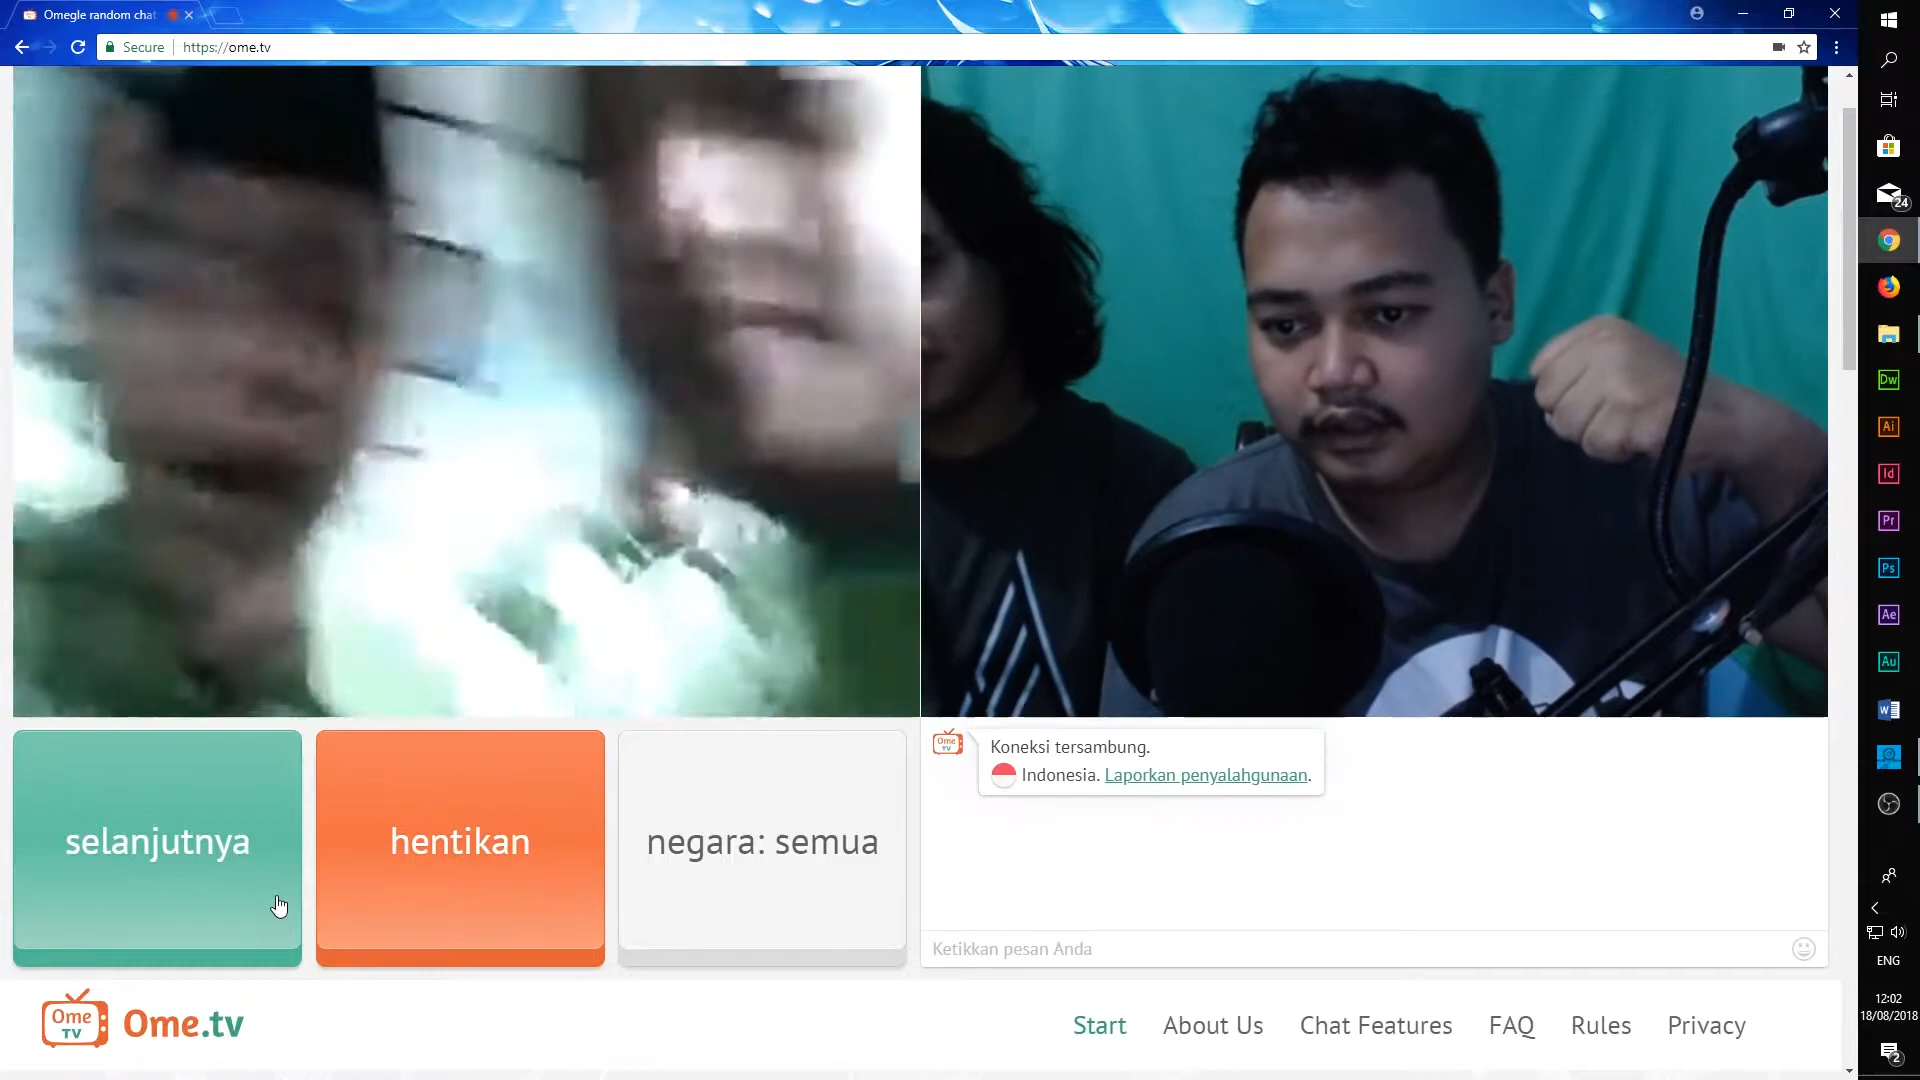 Omegle random chat
Secure
https://ome.tv
24
Dw
Ai
Id
Pr
Ps
Ae
Au
W
Koneksi tersambung.
Indonesia. Laporkan penyalahgunaan.
selanjutnya
hentikan
negara: semua
Ketikkan pesan Anda
ENG
12:02
18/08/2018
2
Ome TV
Ome.tv
Start
About Us
Chat Features
FAQ
Rules
Privacy